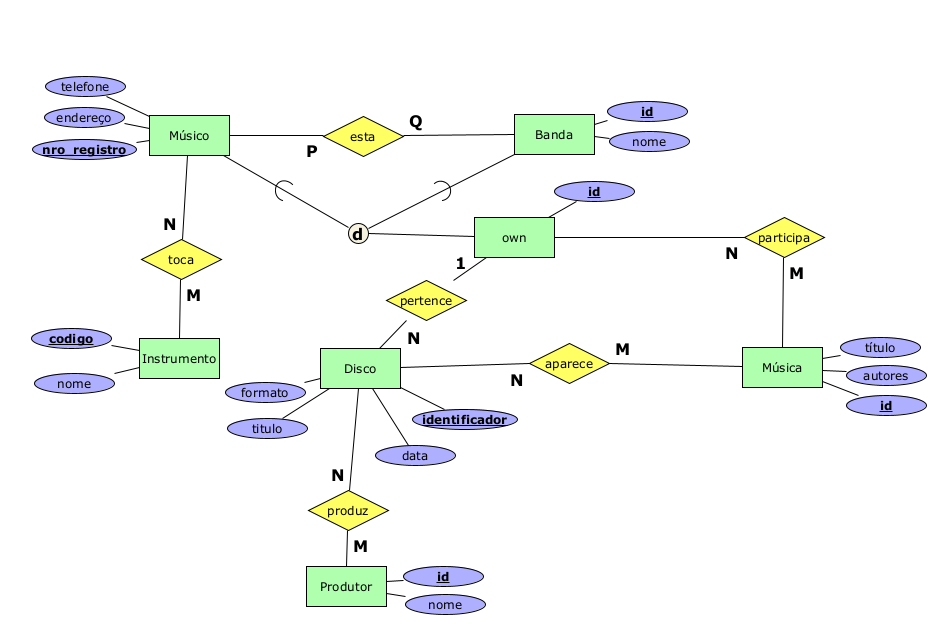 telefone
endereço
nro_registro
Músico
P
esta
Q
Banda
id
nome
id
d
own
participa
N
M
N
toca
M
1
pertence
N
codigo
nome
Instrumento
Disco
N
aparece
M
Música
título
autores
id
formato
titulo
identificador
data
N
produz
M
Produtor
id
nome